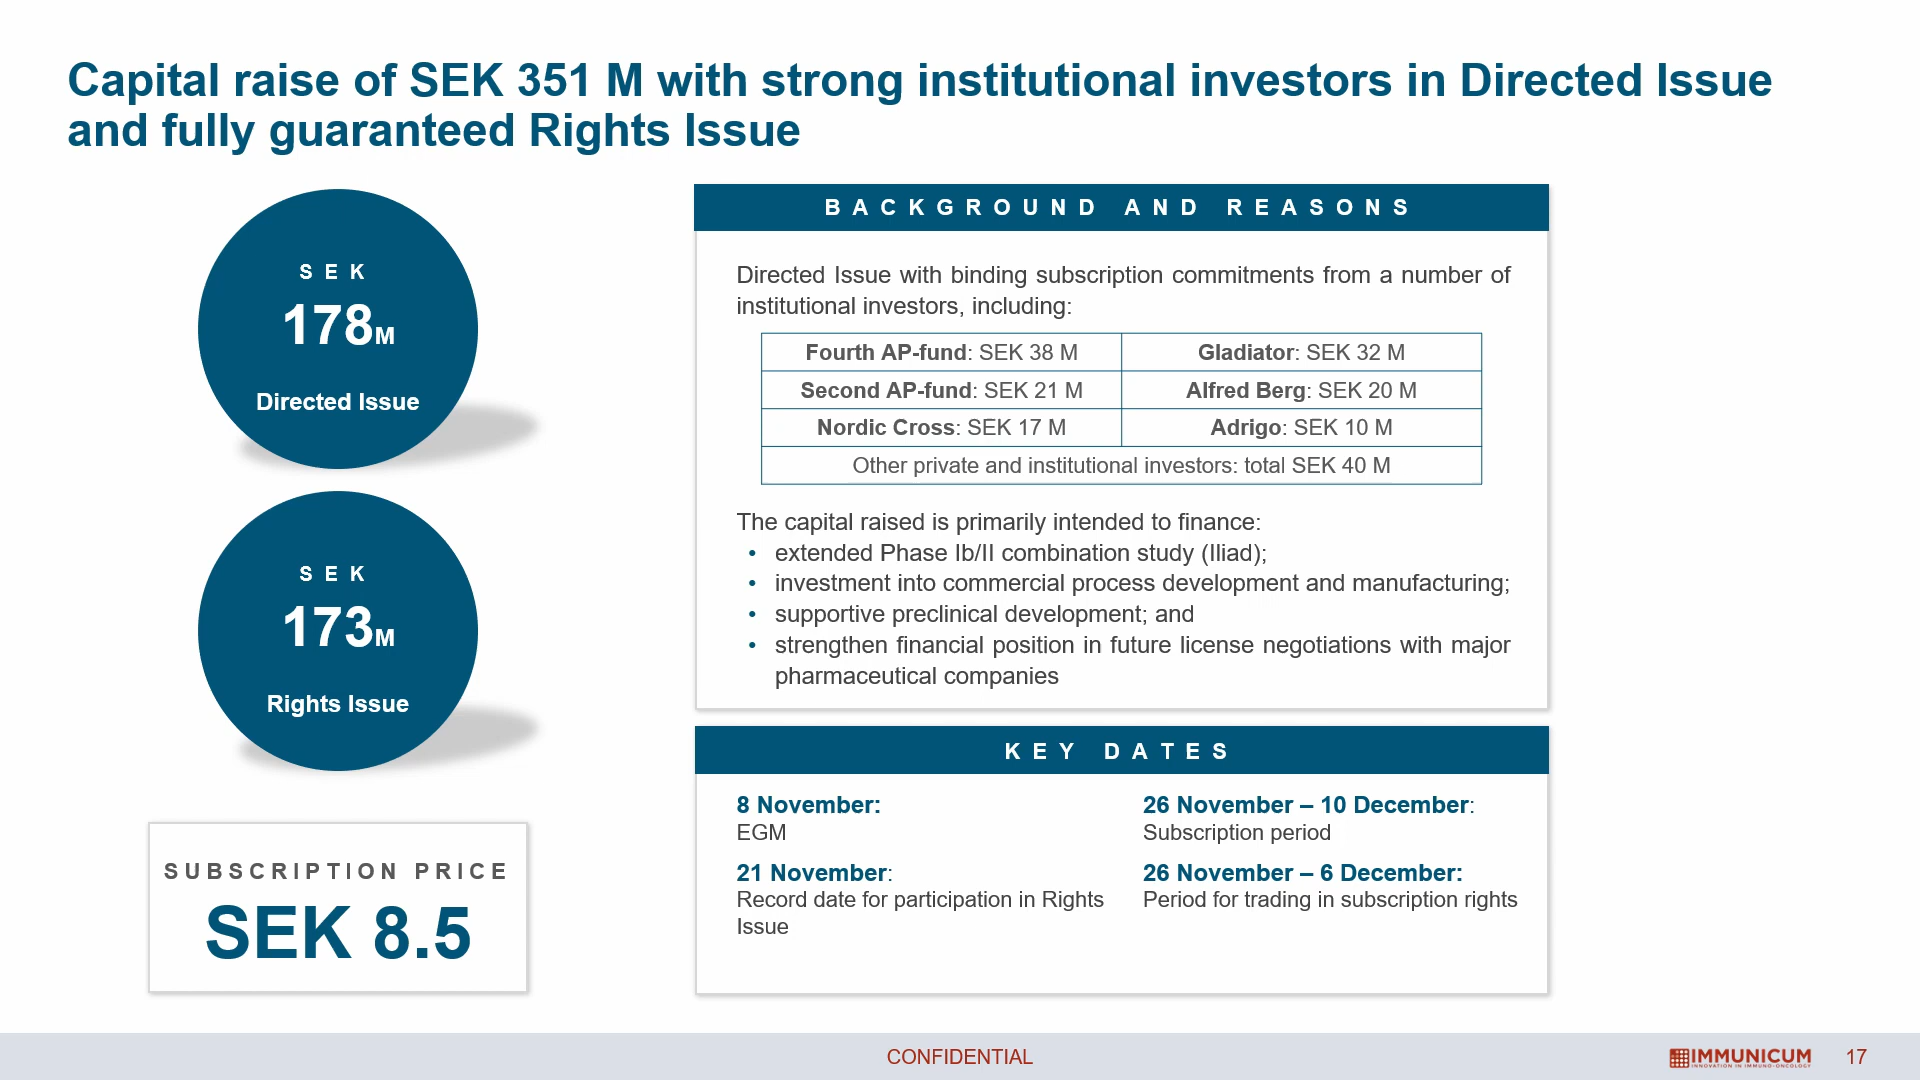 Capital raise of SEK 351 M with strong institutional investors in Directed Issue
and fully guaranteed Rights Issue
SEK
178M
Directed Issue
SEK
173M
Rights Issue
SUBSCRIPTION PRICE
SEK 8.5
BACKGROUND AND REASONS
Directed Issue with binding subscription commitments from a number of
institutional investors, including:
Fourth AP-fund: SEK 38 M
Gladiator: SEK 32 M
Second AP-fund: SEK 21 M
Alfred Berg: SEK 20 M
Nordic Cross: SEK 17 M
Adrigo: SEK 10 M
Other private and institutional investors: total SEK 40 M
The capital raised is primarily intended to finance:
• extended Phase Ib/II combination study (Iliad);
• investment into commercial process development and manufacturing;
• supportive preclinical development; and
• strengthen financial position in future license negotiations with major
pharmaceutical companies
KEY DATES
8 November:
EGM
21 November:
Record date for participation in Rights
Issue
26 November – 10 December:
Subscription period
26 November – 6 December:
Period for trading in subscription rights
CONFIDENTIAL
IMMUNICUM
INNOVATION IN IMMUNO-ONCOLOGY
17